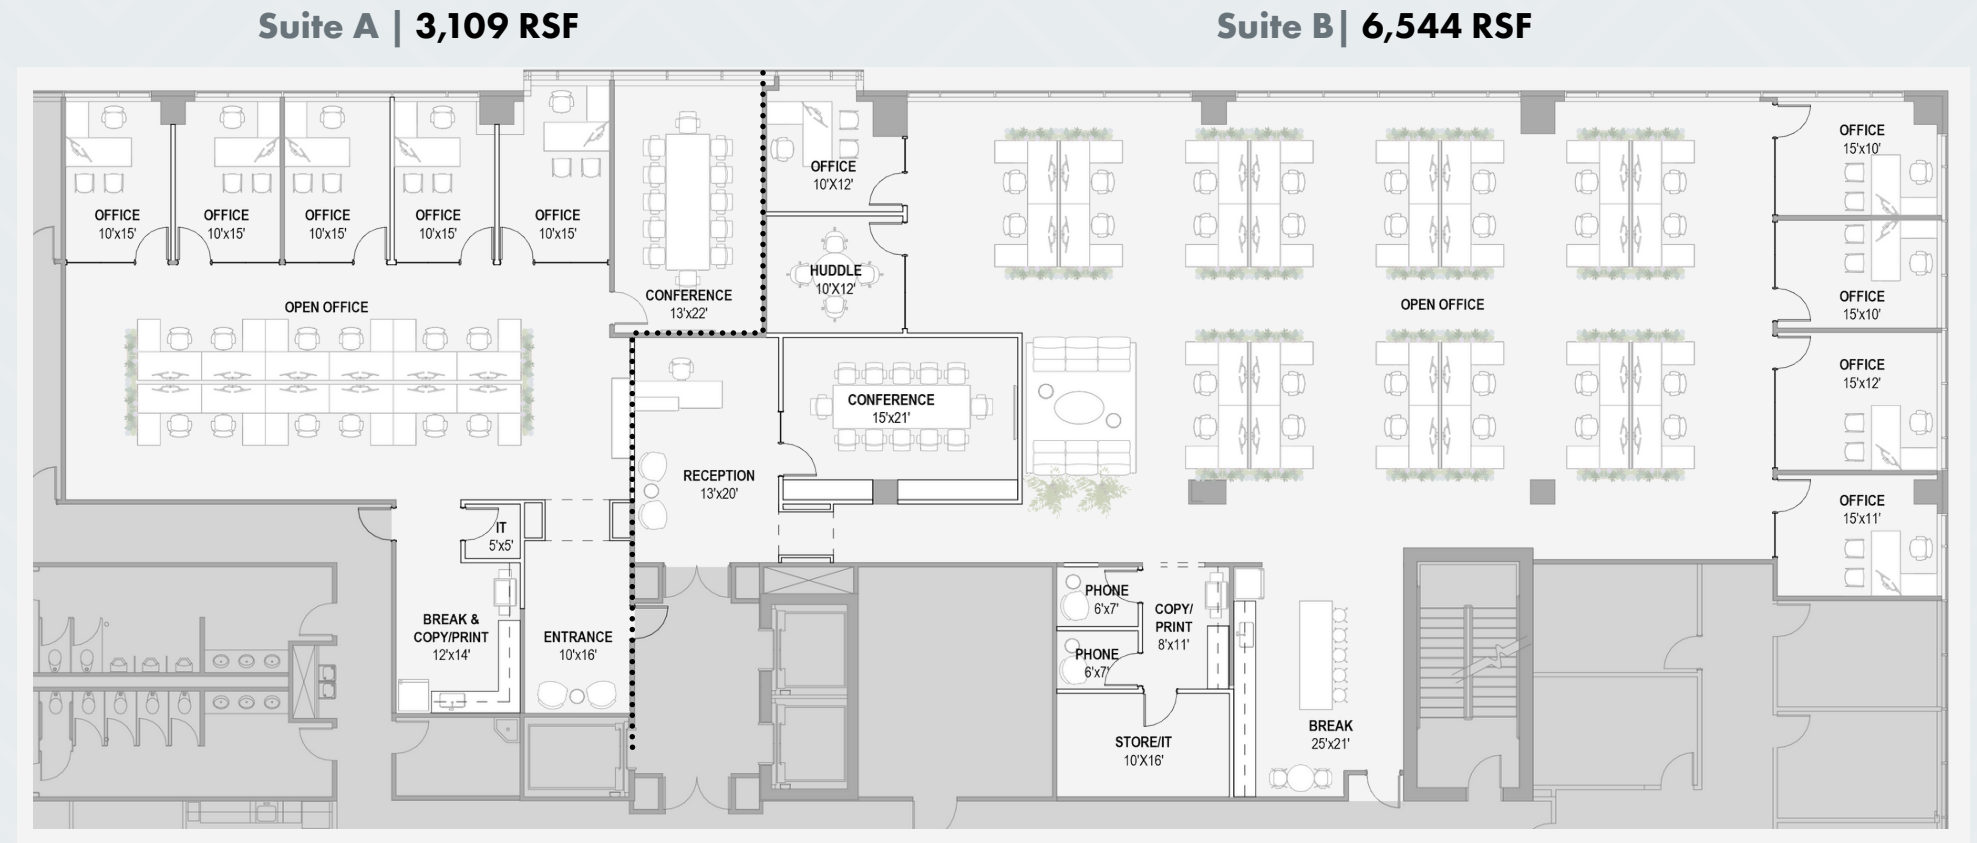 Suite A | 3,109 RSF
Suite B| 6,544 RSF
OFFICE
10'x15'
OFFICE
10'x15'
OFFICE
10'x15'
OFFICE
10'x15'
OFFICE
10'x15'
CONFERENCE
13'x22'
OPEN OFFICE
IT
5'x5'
BREAK &
COPY/PRINT
12'x14'
ENTRANCE
10'x16'
OFFICE
10'X12'
HUDDLE
10'X12'
CONFERENCE
15'x21'
RECEPTION
13'x20'
OPEN OFFICE
OFFICE
15'x10'
OFFICE
15'x10'
OFFICE
15'x12'
OFFICE
15'x11'
PHONE
6'x7'
PHONE
6'x7'
COPY/
PRINT
8'x11'
STORE/IT
10'X16'
BREAK
25'x21'